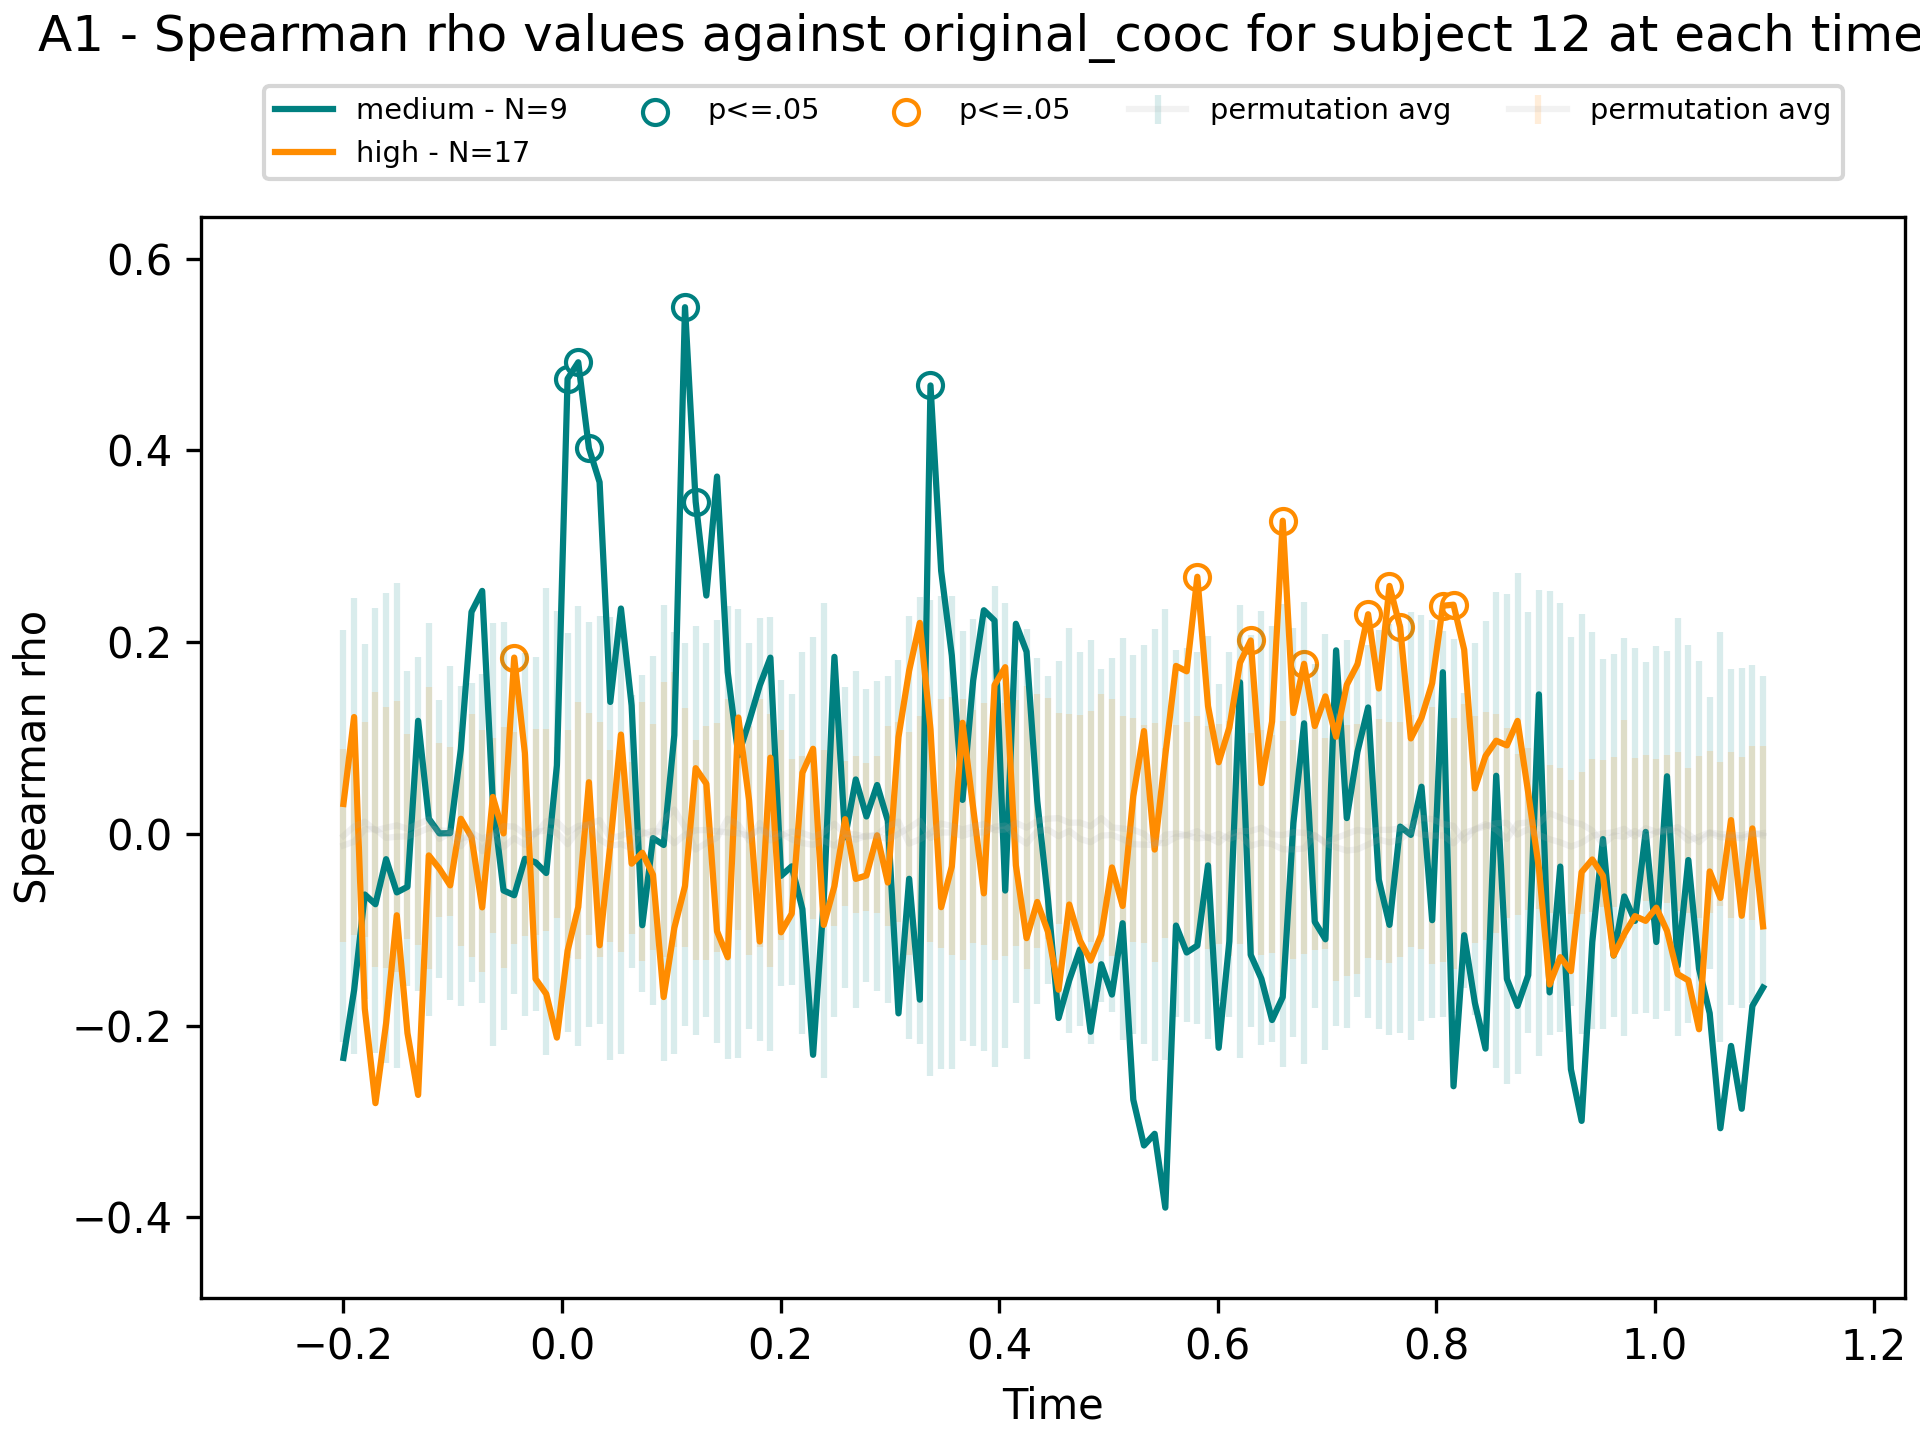 A1 - Spearman rho values against original_cooc for subject 12 at each time
medium - N=9
high - N=17
p<=.05
p<=.05
permutation avg
permutation avg
Spearman rho
0.6
0.4
0.2
0.0
−0.2
−0.4
−0.2 0.0 0.2 0.4 0.6 0.8 1.0 1.2
Time